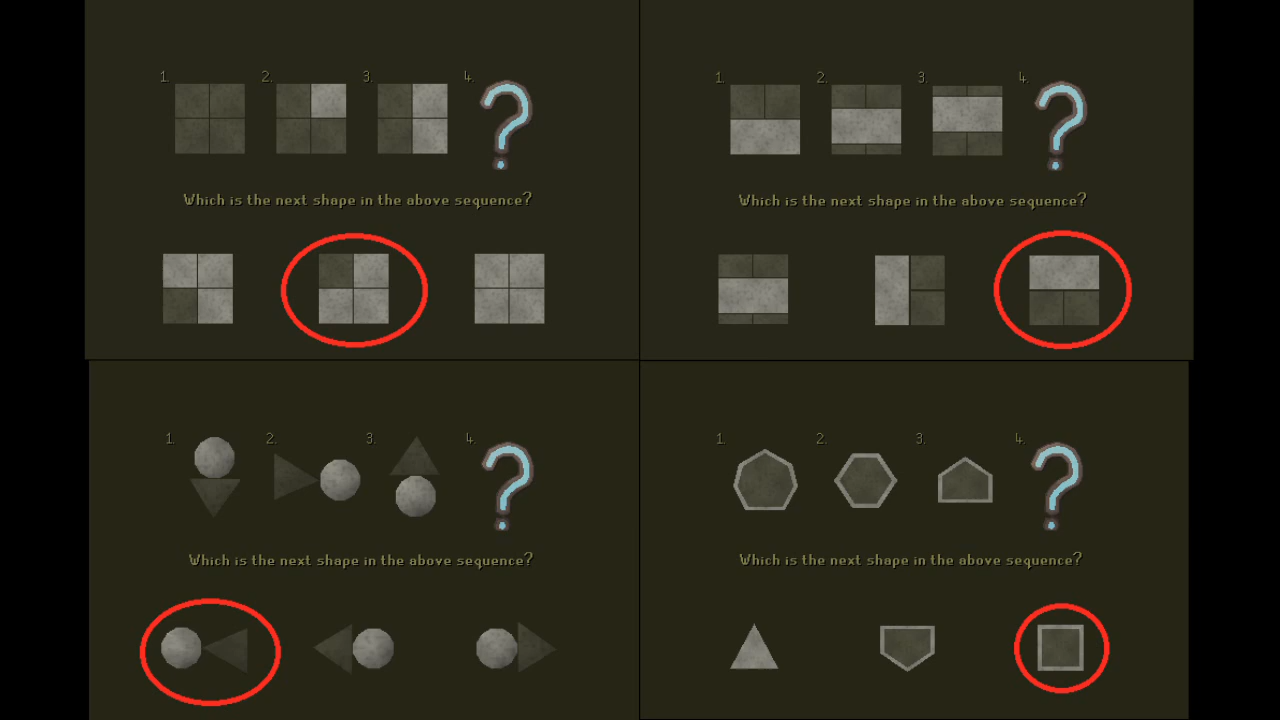 1. 2. 3. 4. ?
Which is the next shape in the above sequence?
1. 2. 3. 4. ?
Which is the next shape in the above sequence?
1. 2. 3. 4. ?
Which is the next shape in the above sequence?
1. 2. 3. 4. ?
Which is the next shape in the above sequence?